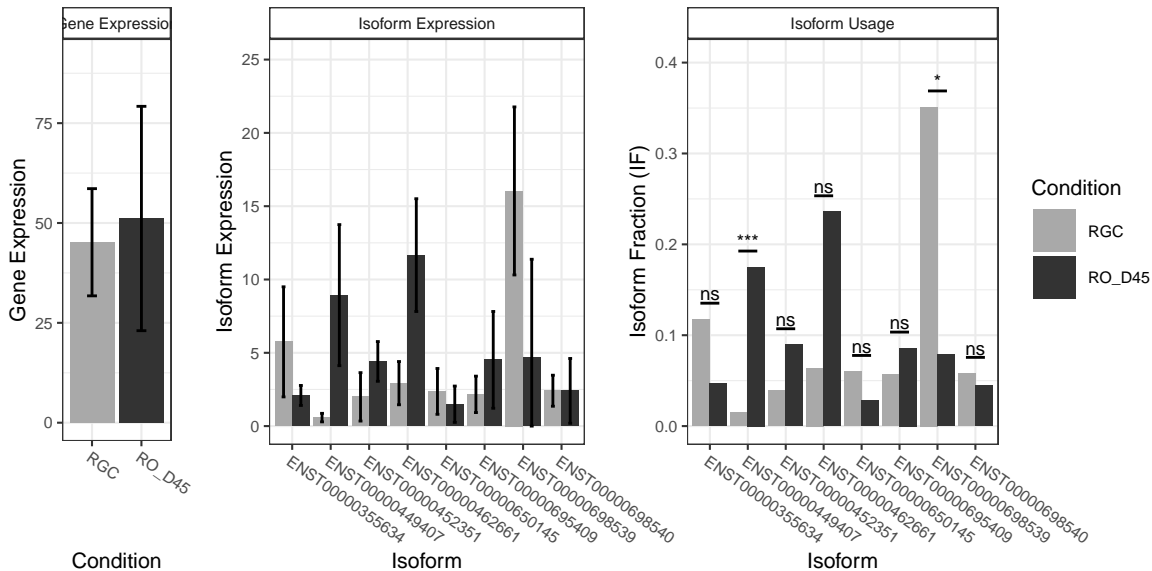 Gene Expression
Isoform Expression
Isoform Usage
Gene Expression
75
50
25
0
RGC
RO_D45
Condition
Isoform Expression
25
20
15
10
5
0
ENST00000355634
ENST00000449407
ENST00000452351
ENST00000462661
ENST00000650145
ENST00000695409
ENST00000698539
ENST00000698540
Isoform
Isoform Fraction (IF)
0.4
0.3
0.2
0.1
0.0
ns
***
ns
ns
ns
ns
*
ns
ENST00000355634
ENST00000449407
ENST00000452351
ENST00000462661
ENST00000650145
ENST00000695409
ENST00000698539
ENST00000698540
Isoform
Condition
RGC
RO_D45